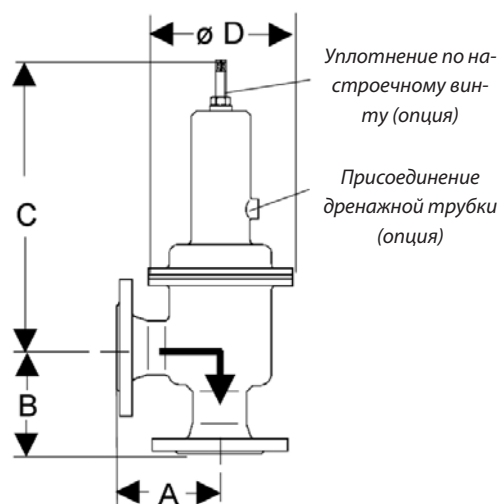 ø D
Уплотнение по на-
строечному вин-
ту (опция)
Присоединение
дренажной трубки
(опция)
C
B
A